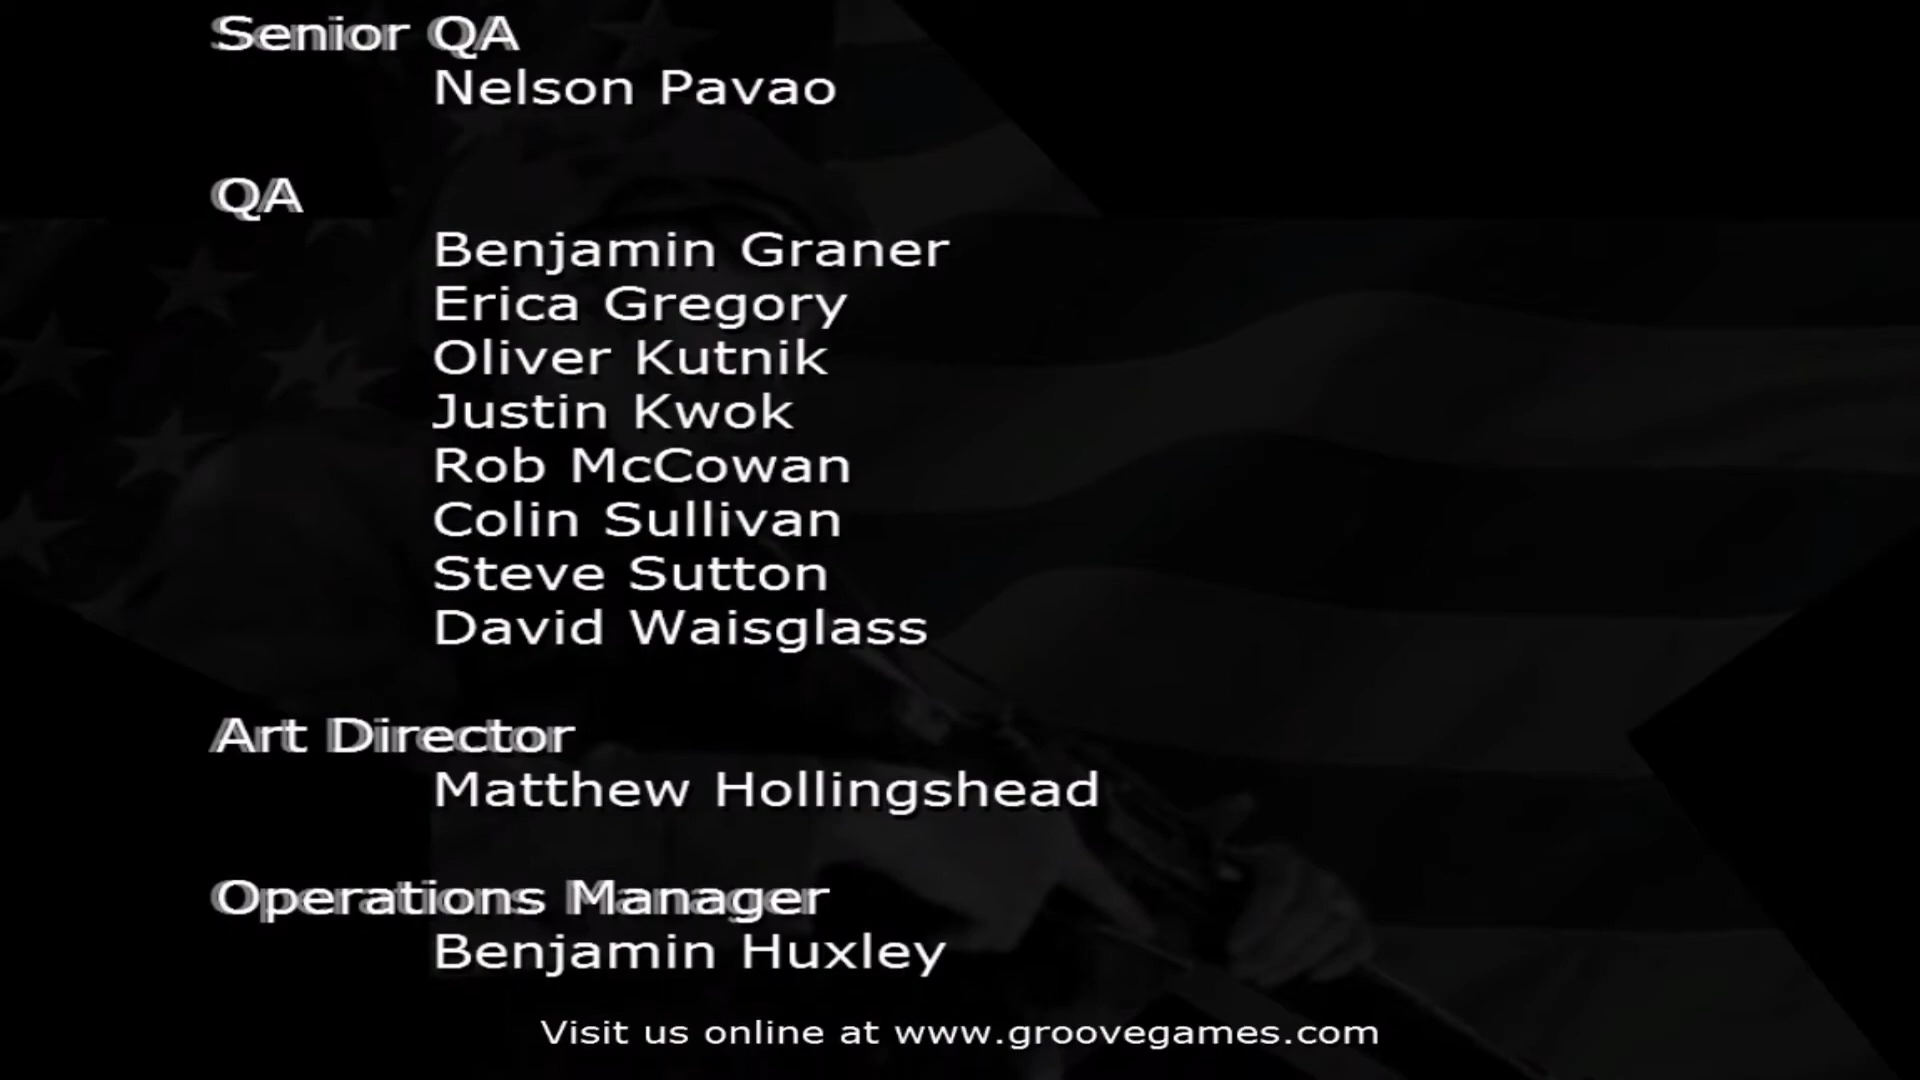 Senior QA
Nelson Pavao
QA
Benjamin Graner
Erica Gregory
Oliver Kutnik
Justin Kwok
Rob McCowan
Colin Sullivan
Steve Sutton
David Waisglass
Art Director
Matthew Hollingshead
Operations Manager
Benjamin Huxley
Visit us online at www.groovegames.com